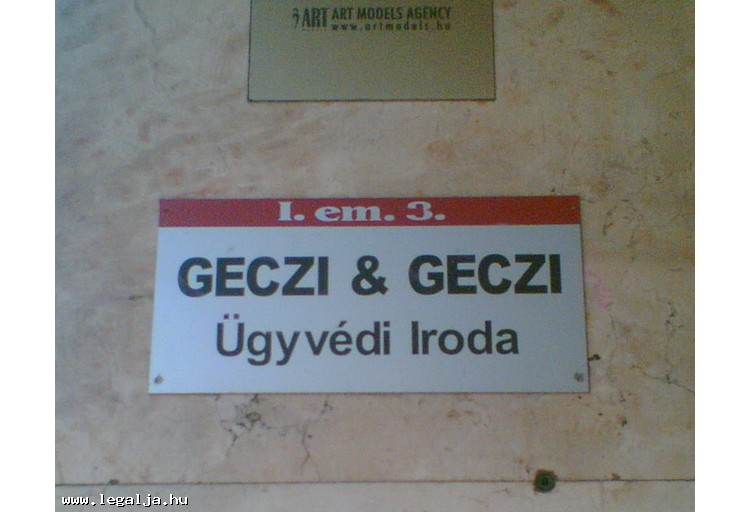 ART ART MODELS AGENCY
www.artmodels.hu
I. em. 3.
GECZI & GECZI
Ügyvédi Iroda
www.legalja.hu